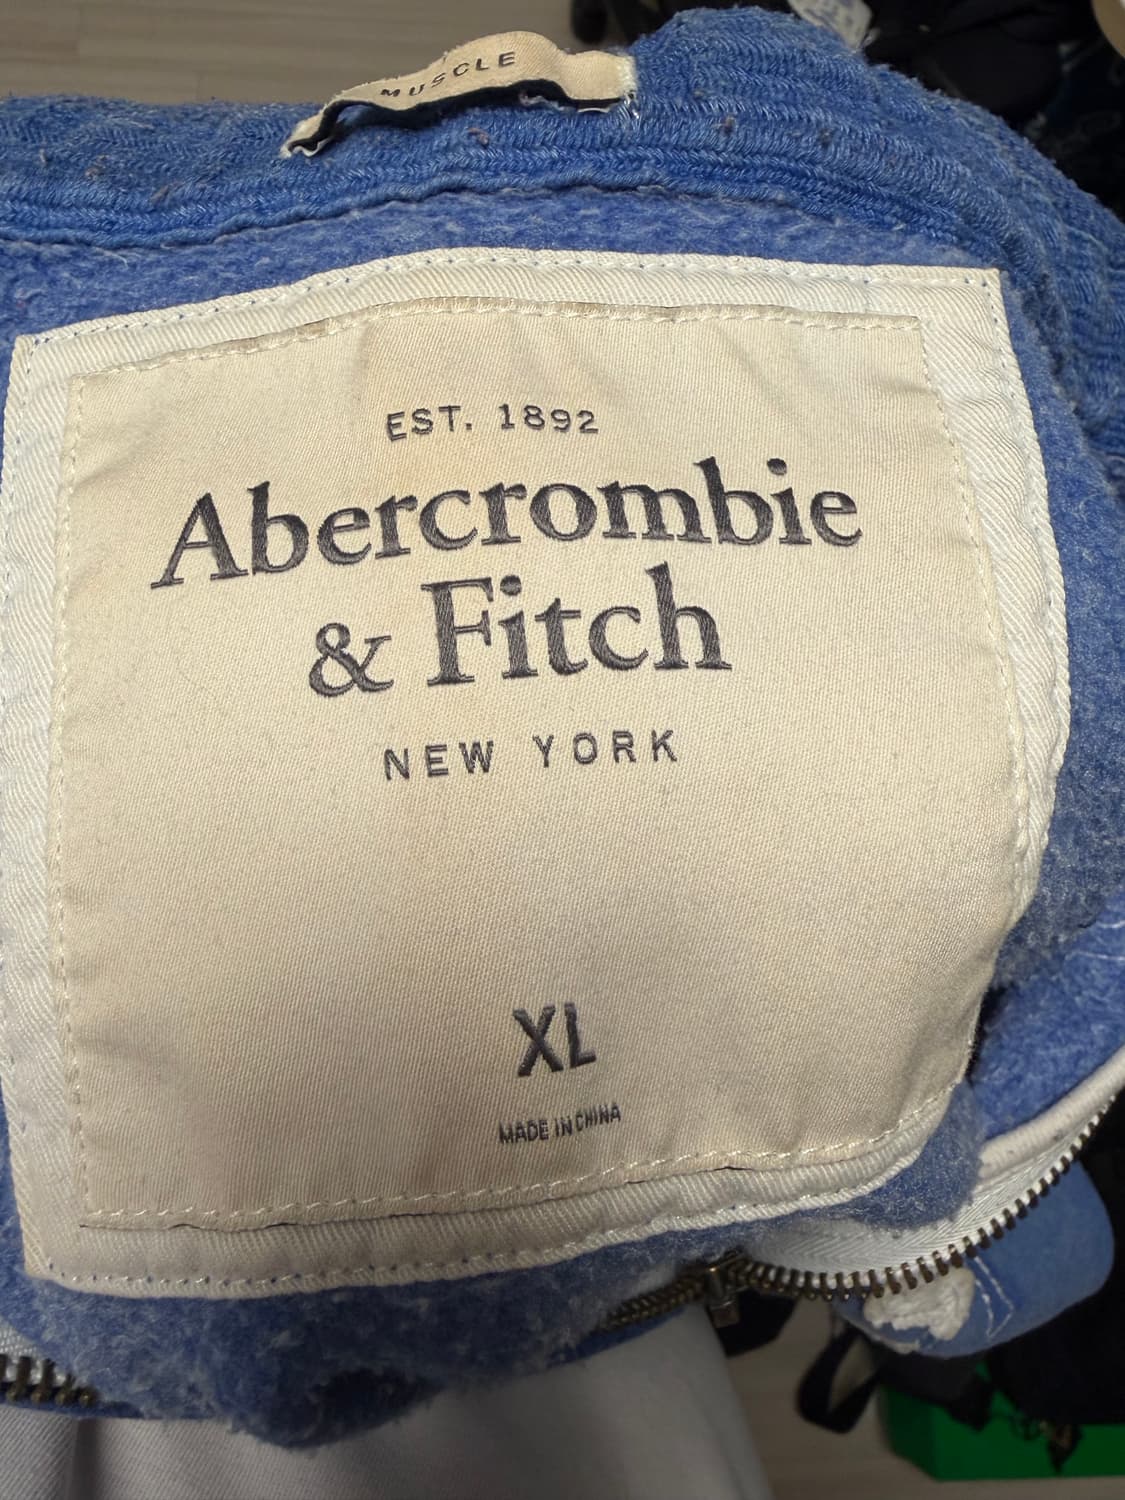 MUSCLE
EST. 1892
Abercrombie
& Fitch
NEW YORK
XL
MADE IN CHINA